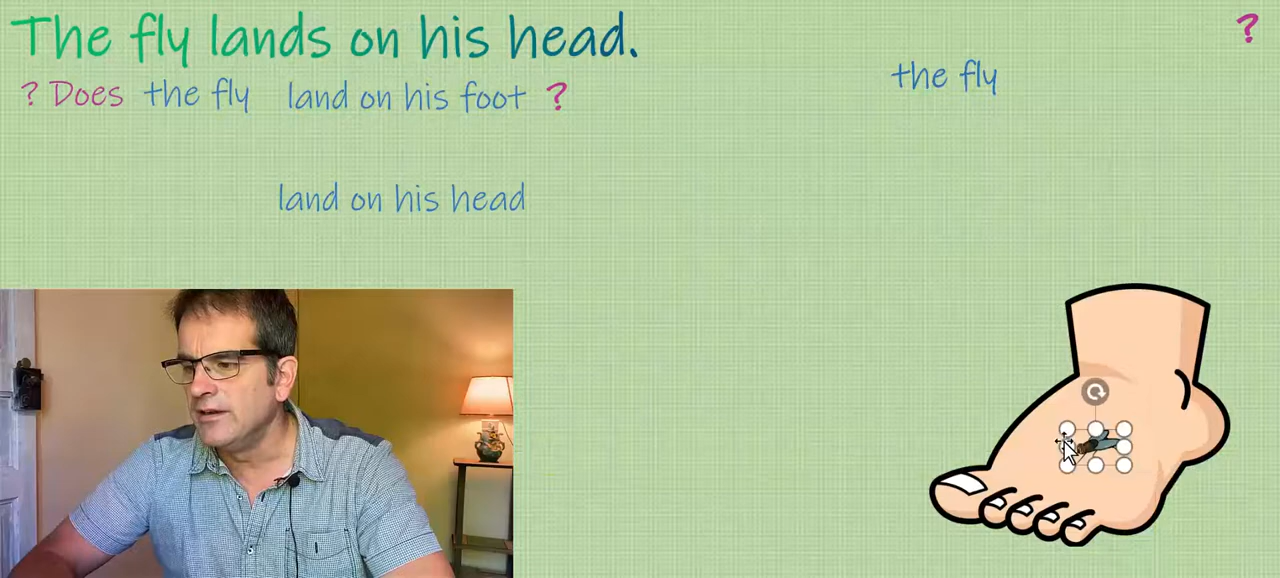 The fly lands on his head.
?
the fly
? Does the fly land on his foot ?
land on his head